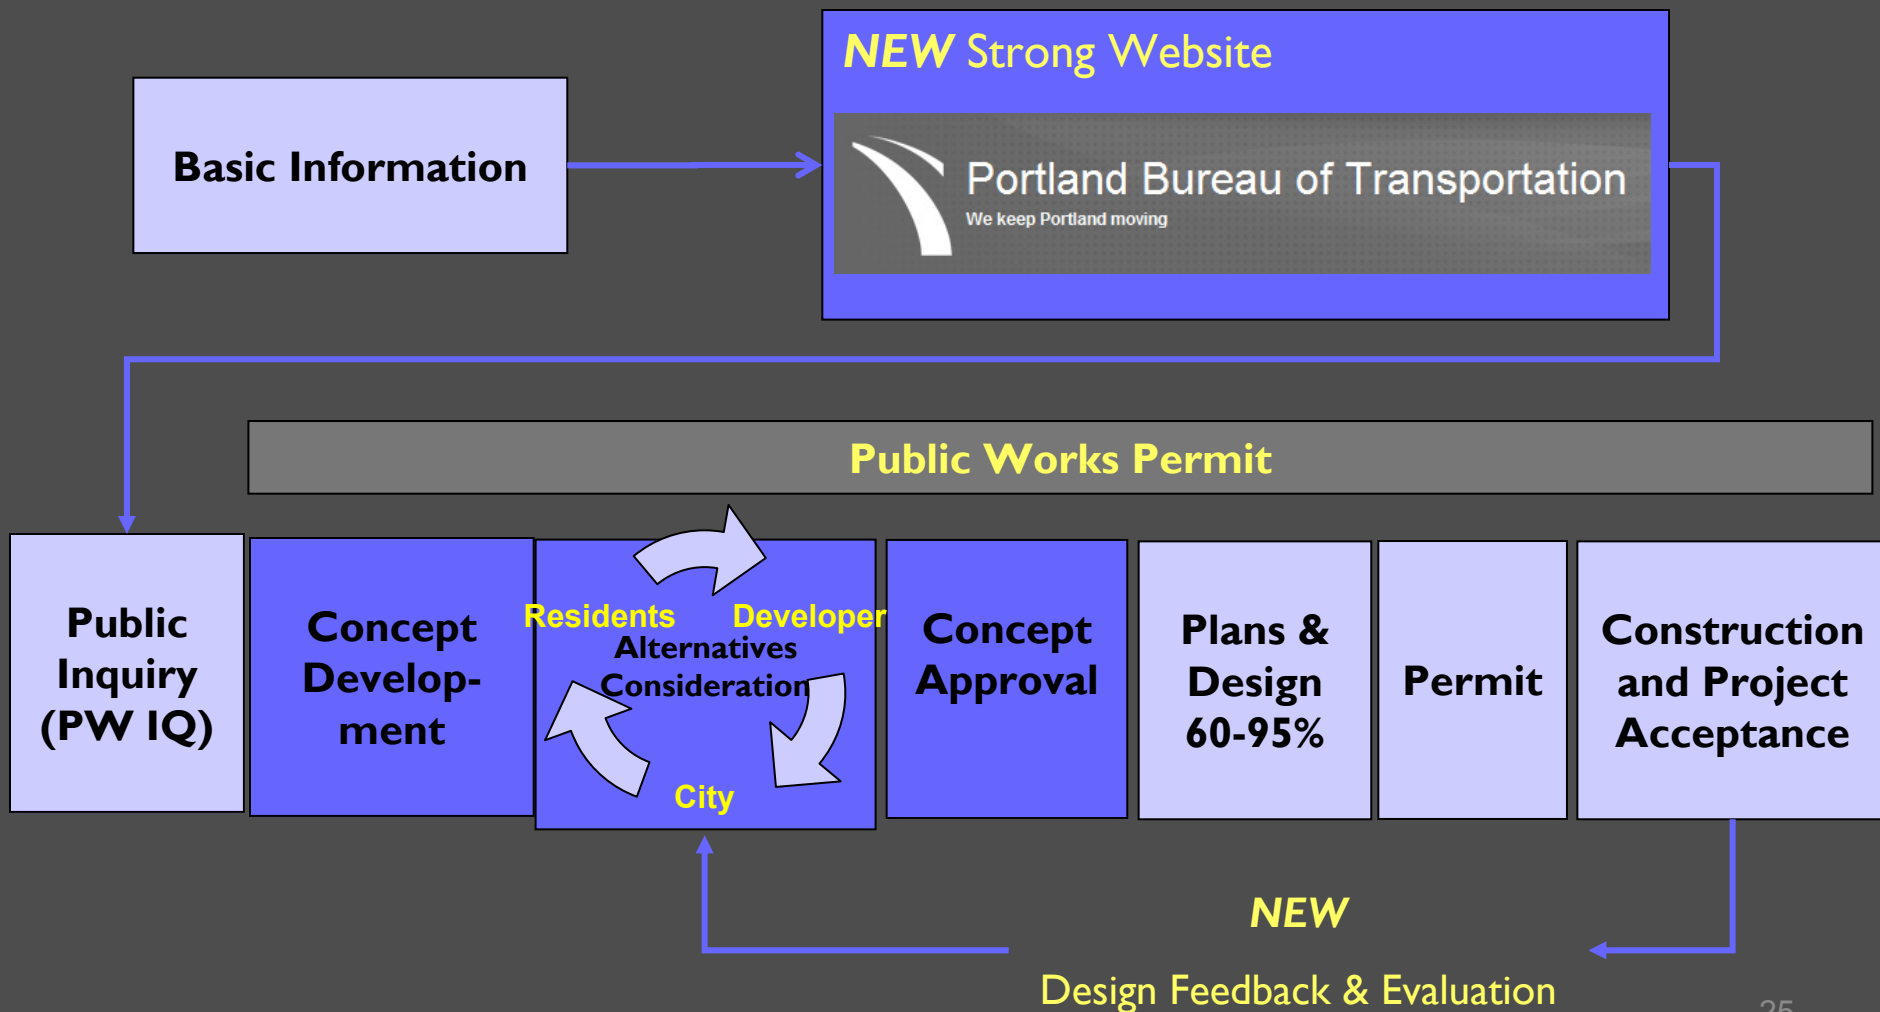 NEW Strong Website
Basic Information
Portland Bureau of Transportation
We keep Portland moving
Public Works Permit
Public
Inquiry
(PW IQ)
Concept
Develop-
ment
Residents
Developer
Alternatives
Consideration
City
Concept
Approval
Plans &
Design
60-95%
Permit
Construction
and Project
Acceptance
NEW
Design Feedback & Evaluation
25